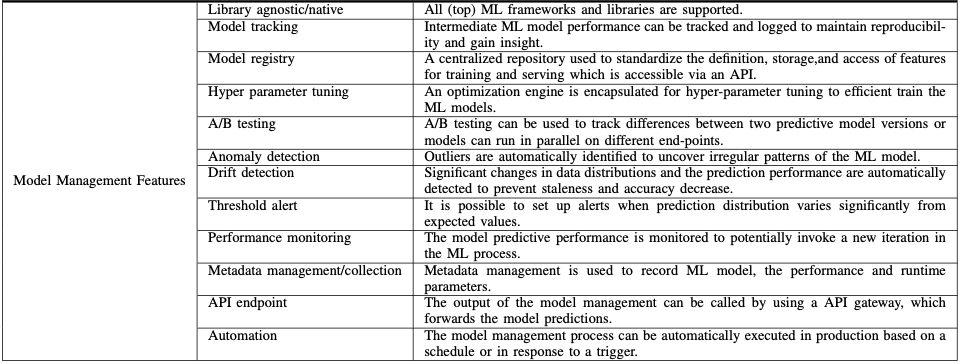 Model Management Features
Library agnostic/native
All (top) ML frameworks and libraries are supported.
Model tracking
Intermediate ML model performance can be tracked and logged to maintain reproducibil-
ity and gain insight.
Model registry
A centralized repository used to standardize the definition, storage,and access of features
for training and serving which is accessible via an API.
Hyper parameter tuning
An optimization engine is encapsulated for hyper-parameter tuning to efficient train the
ML models.
A/B testing
A/B testing can be used to track differences between two predictive model versions or
models can run in parallel on different end-points.
Anomaly detection
Outliers are automatically identified to uncover irregular patterns of the ML model.
Drift detection
Significant changes in data distributions and the prediction performance are automatically
detected to prevent staleness and accuracy decrease.
Threshold alert
It is possible to set up alerts when prediction distribution varies significantly from
expected values.
Performance monitoring
The model predictive performance is monitored to potentially invoke a new iteration in
the ML process.
Metadata management/collection
Metadata management is used to record ML model, the performance and runtime
parameters.
API endpoint
The output of the model management can be called by using a API gateway, which
forwards the model predictions.
Automation
The model management process can be automatically executed in production based on a
schedule or in response to a trigger.